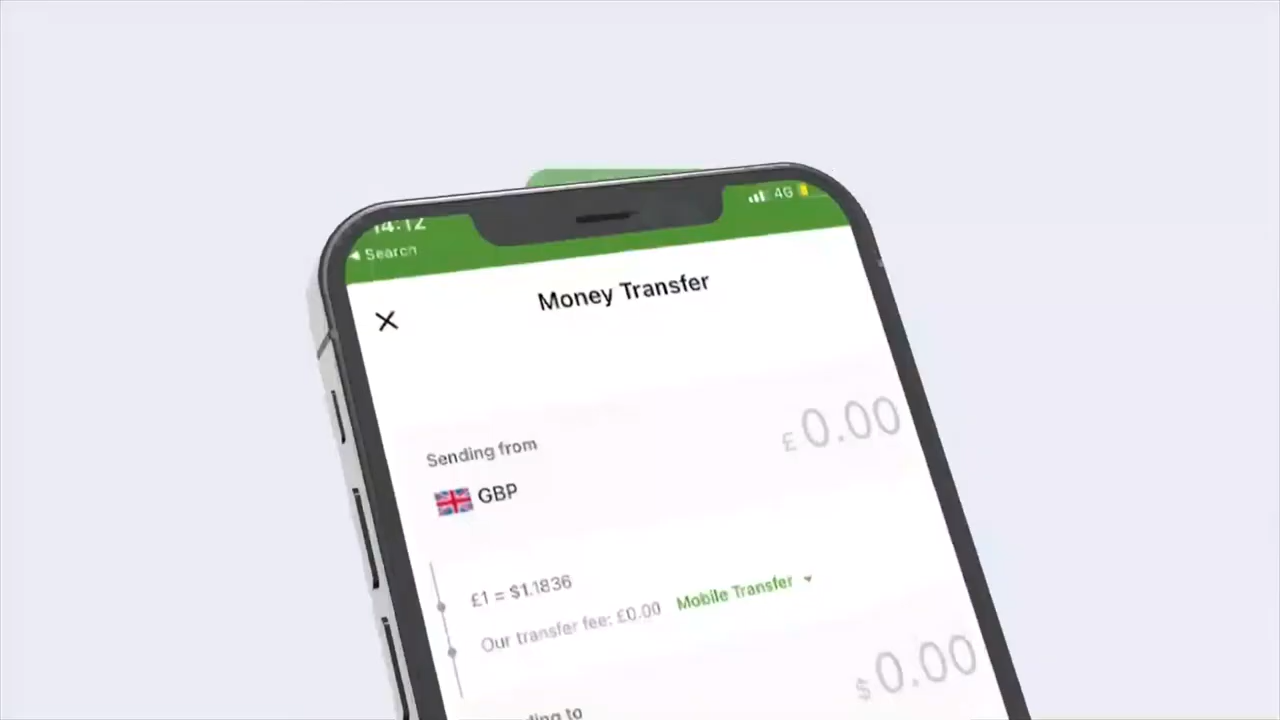 14:12
4G
Search
Money Transfer
£0.00
Sending from
GBP
£1 = $1.1836
Our transfer fee: £0.00 Mobile Transfer
$0.00
to